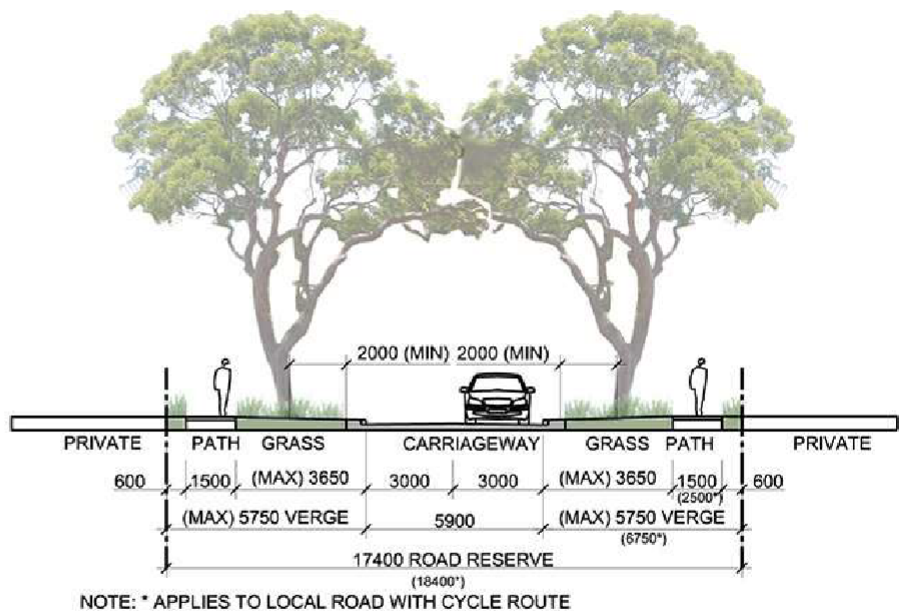 2000 (MIN) 2000 (MIN)
PRIVATE PATH GRASS CARRIAGEWAY GRASS PATH PRIVATE
600 1500 (MAX) 3650 3000 3000 (MAX) 3650 1500 600
(2500*)
(MAX) 5750 VERGE 5900 (MAX) 5750 VERGE
(6750*)
17400 ROAD RESERVE
(18400*)
NOTE: * APPLIES TO LOCAL ROAD WITH CYCLE ROUTE